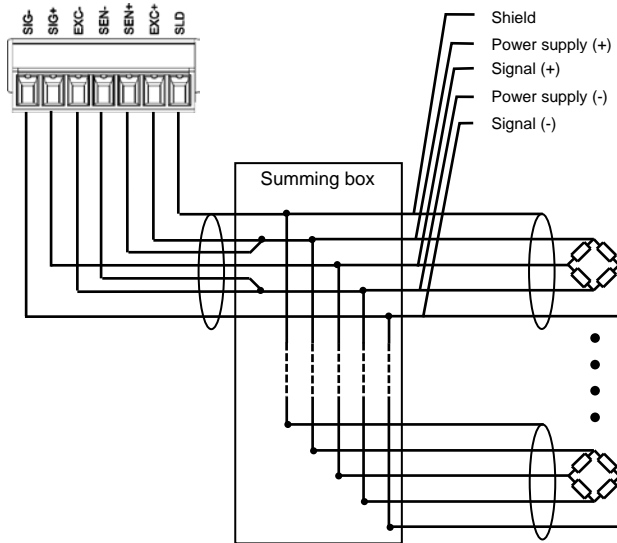 SIG-
SIG+
EXC-
SEN-
SEN+
EXC+
SLD
Shield
Power supply (+)
Signal (+)
Power supply (-)
Signal (-)
Summing box